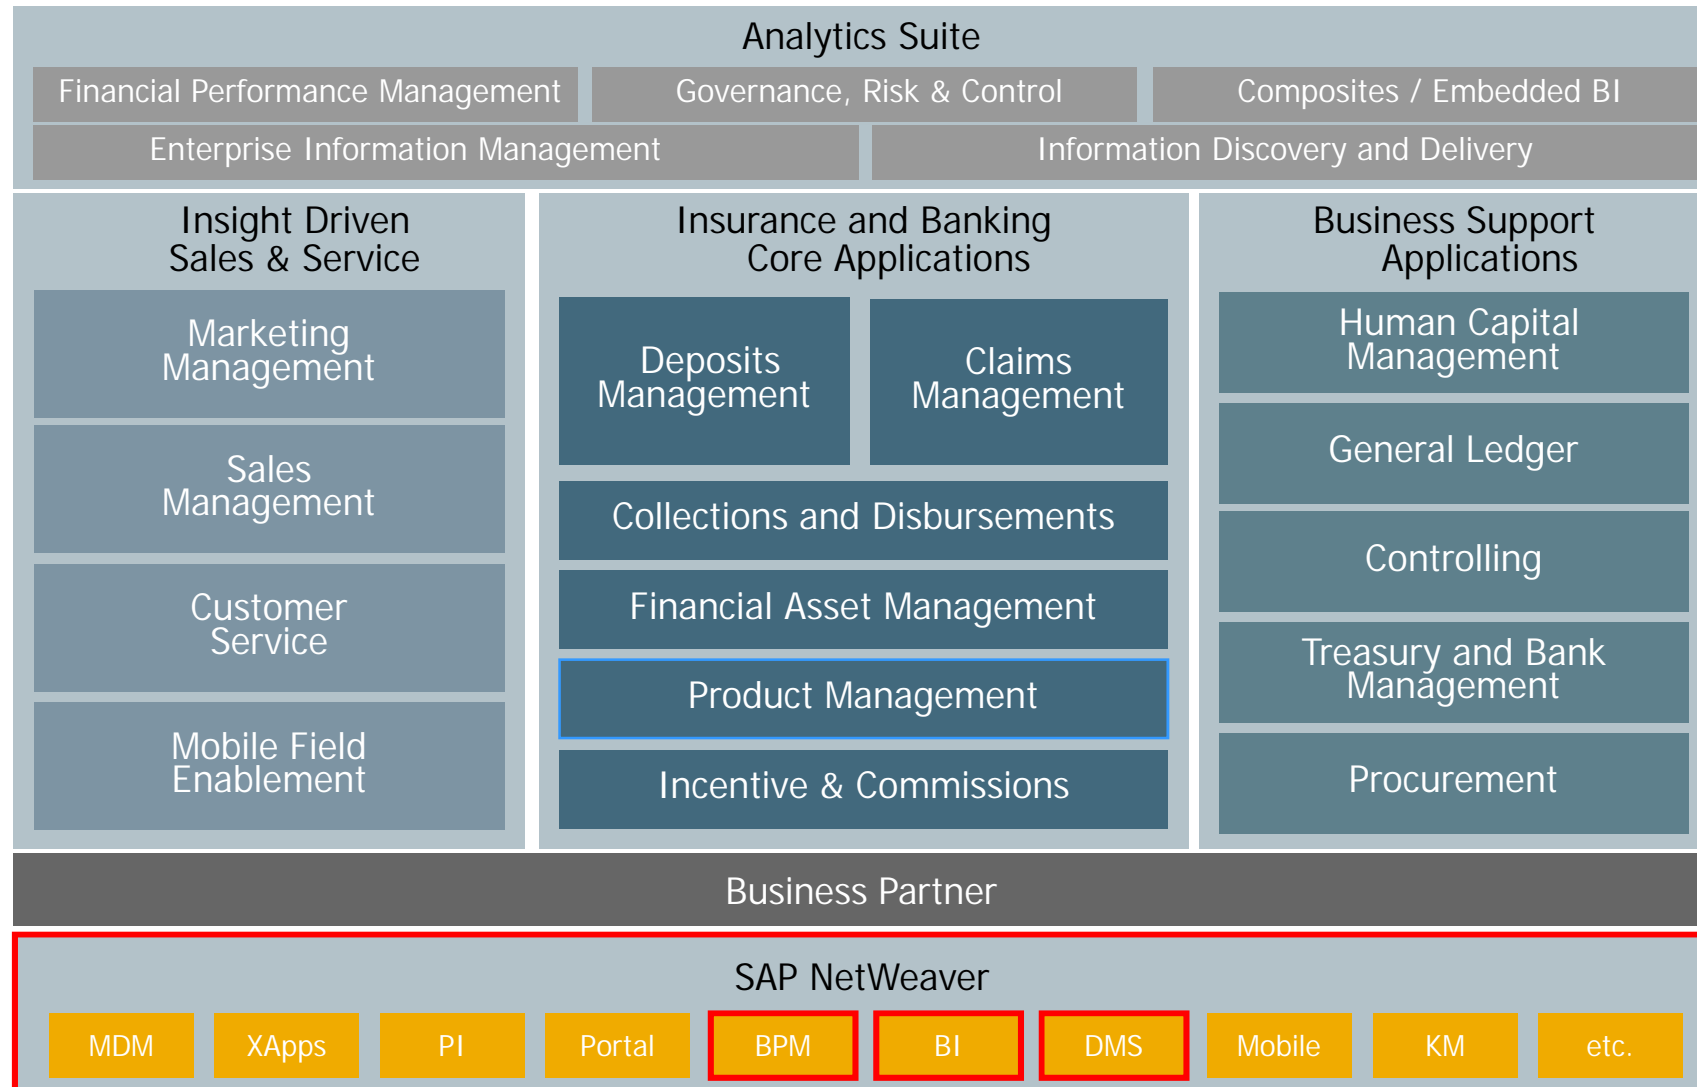 Analytics Suite
Financial Performance Management
Governance, Risk & Control
Composites / Embedded BI
Enterprise Information Management
Information Discovery and Delivery
Insight Driven
Sales & Service
Marketing
Management
Sales
Management
Customer
Service
Mobile Field
Enablement
Insurance and Banking
Core Applications
Deposits
Management
Claims
Management
Collections and Disbursements
Financial Asset Management
Product Management
Incentive & Commissions
Business Support
Applications
Human Capital
Management
General Ledger
Controlling
Treasury and Bank
Management
Procurement
Business Partner
SAP NetWeaver
MDM
XApps
PI
Portal
BPM
BI
DMS
Mobile
KM
etc.